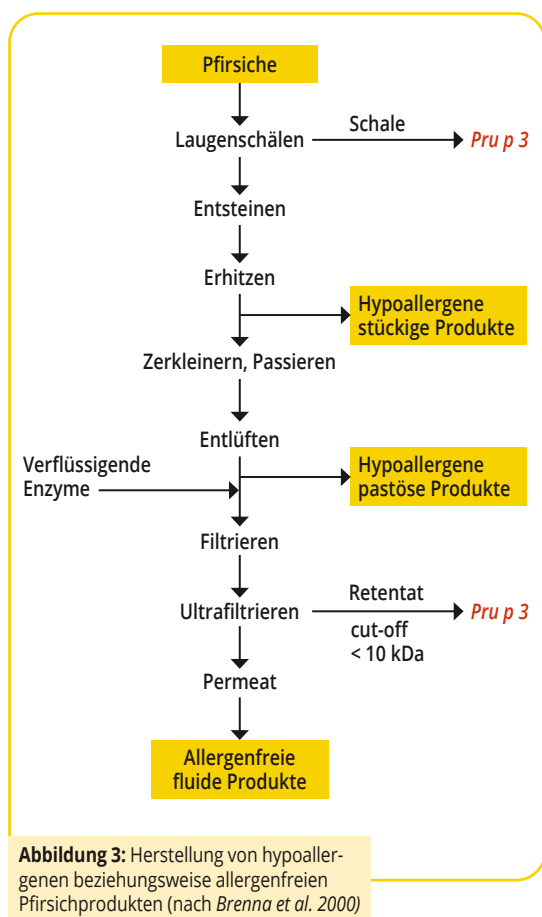 Pfirsiche
Laugenschälen
Schale
Pru p 3
Entsteinen
Erhitzen
Hypoallergene
stückige Produkte
Zerkleinern, Passieren
Entlüften
Verflüssigende
Enzyme
Hypoallergene
pastöse Produkte
Filtrieren
Ultrafiltrieren
Retentat
cut-off
< 10 kDa
Pru p 3
Permeat
Allergenfreie
fluide Produkte
Abbildung 3: Herstellung von hypoaller-
genen beziehungsweise allergenfreien
Pfirsichprodukten (nach Brenna et al. 2000)